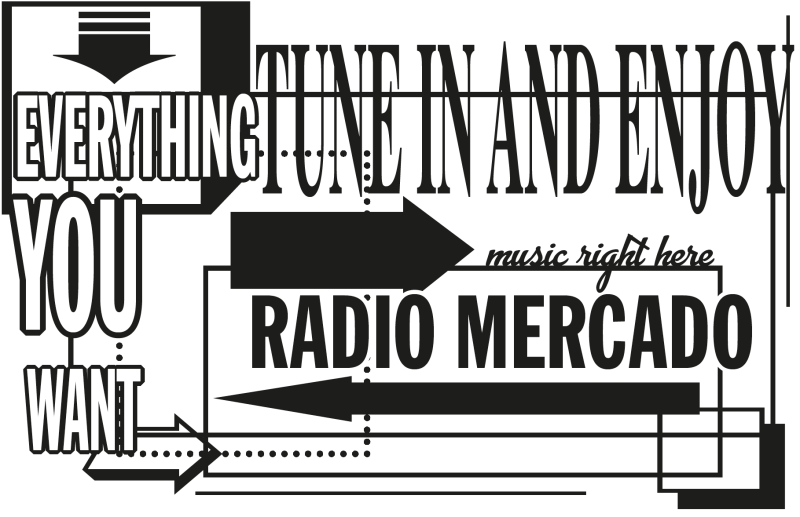 EVERYTHING
YOU
WANT
TUNE IN AND ENJOY
music right here
RADIO MERCADO